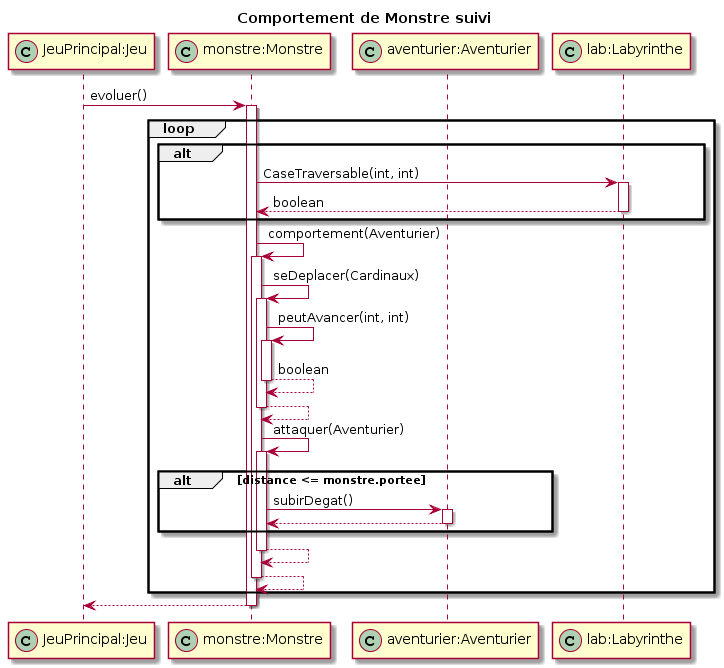 Comportement de Monstre suivi
C JeuPrincipal:Jeu C monstre:Monstre C aventurier:Aventurier C lab:Labyrinthe
evoluer()
loop
alt
CaseTraversable(int, int)
boolean
comportement(Aventurier)
seDeplacer(Cardinaux)
peutAvancer(int, int)
boolean
attaquer(Aventurier)
alt [distance <= monstre.portee]
subirDegat()
C JeuPrincipal:Jeu C monstre:Monstre C aventurier:Aventurier C lab:Labyrinthe